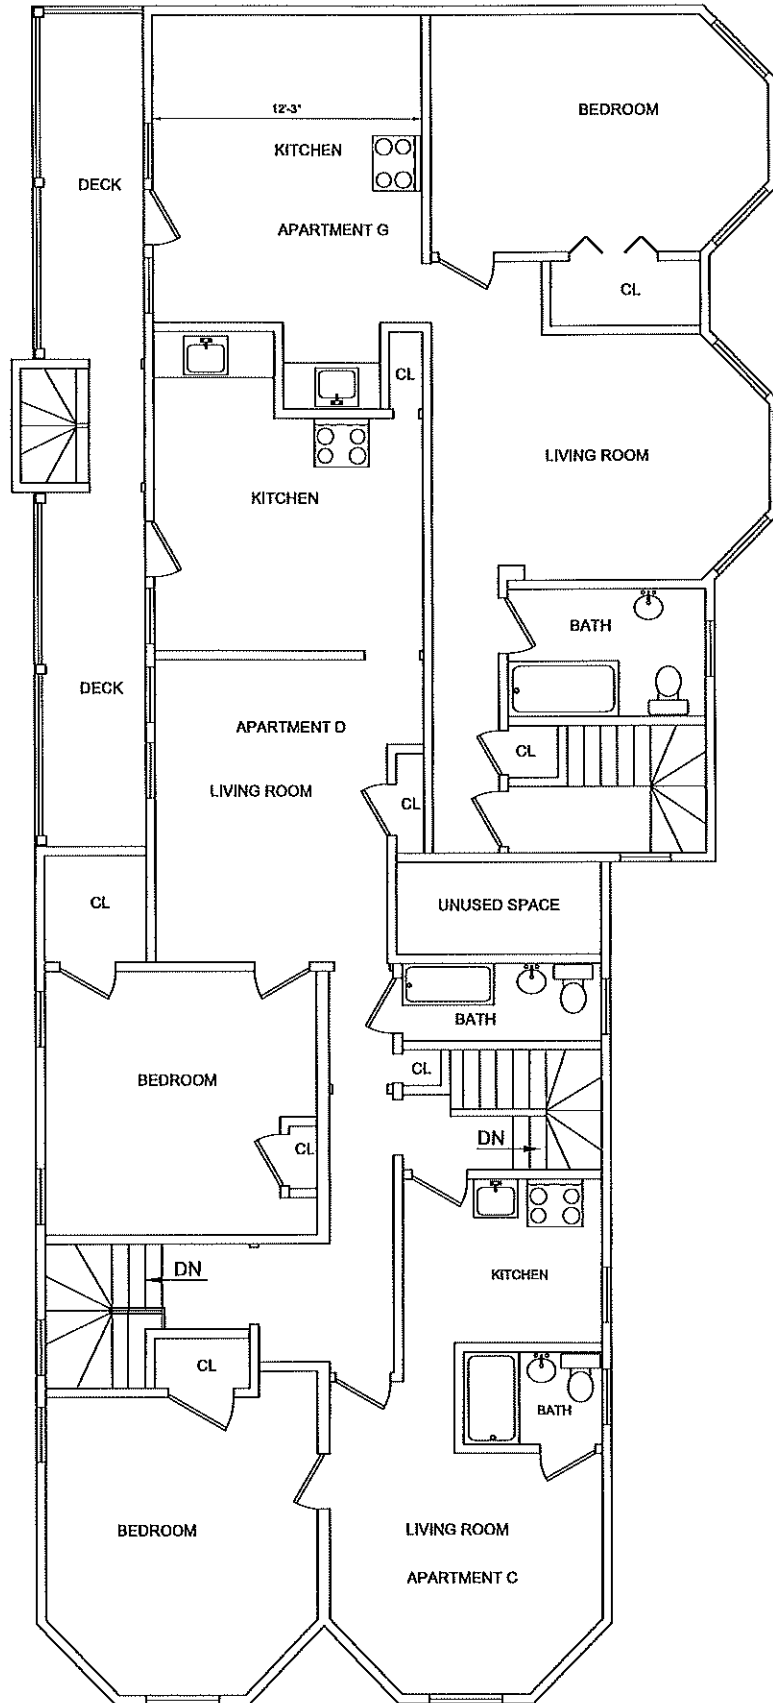 12'-3"
KITCHEN
APARTMENT G
BEDROOM
DECK
CL
CL
LIVING ROOM
KITCHEN
BATH
DECK
APARTMENT D
LIVING ROOM
CL
CL
CL
UNUSED SPACE
BATH
CL
BEDROOM
CL
DN
DN
KITCHEN
CL
BATH
BEDROOM
LIVING ROOM
APARTMENT C